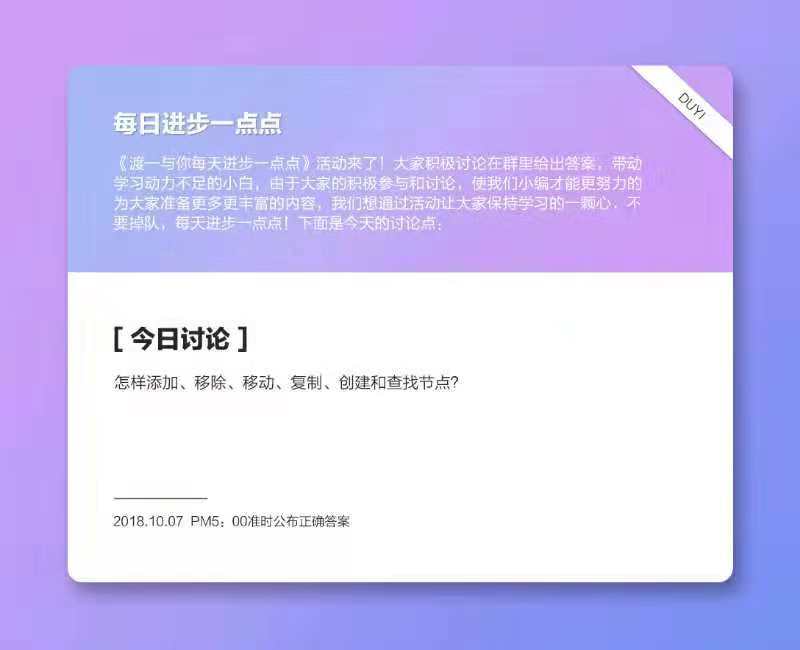 DUYI
每日进步一点点
《渡一与你每天进步一点点》活动来了！大家积极讨论在群里给出答案，带动
学习动力不足的小白，由于大家的积极参与和讨论，使我们小编才能更努力的
为大家准备更多更丰富的内容，我们想通过活动让大家保持学习的一颗心，不
要掉队，每天进步一点点！下面是今天的讨论点：
[ 今日讨论 ]
怎样添加、移除、移动、复制、创建和查找节点?
2018.10.07 PM5：00准时公布正确答案